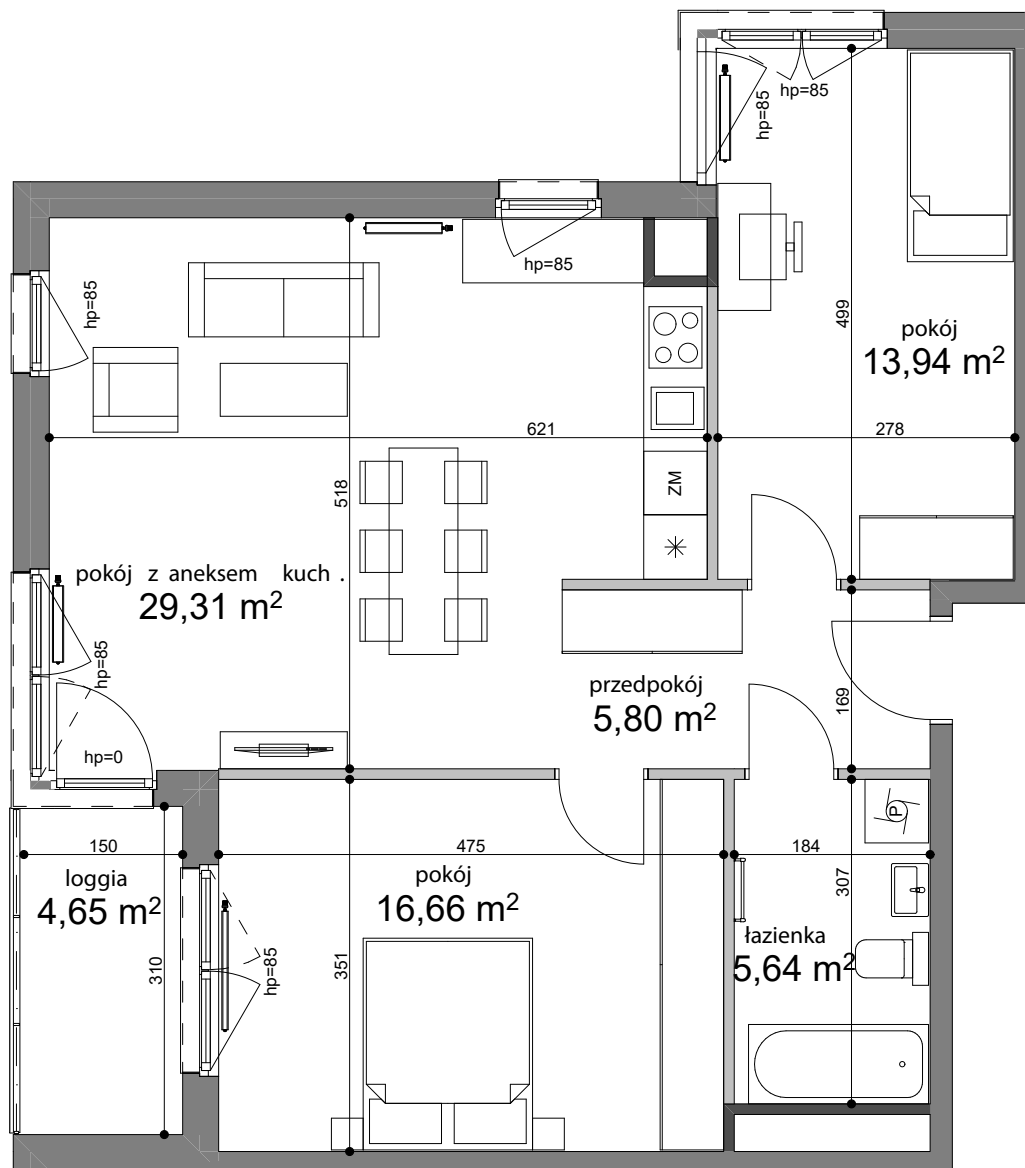 hp=85
hp=85
hp=85
hp=85
499
pokój
13,94 m²
621
278
518
ZM
pokój z aneksem kuch .
29,31 m²
hp=85
przedpokój
5,80 m²
169
hp=0
P
150
475
184
loggia
4,65 m²
pokój
16,66 m²
307
310
351
hp=85
łazienka
5,64 m²